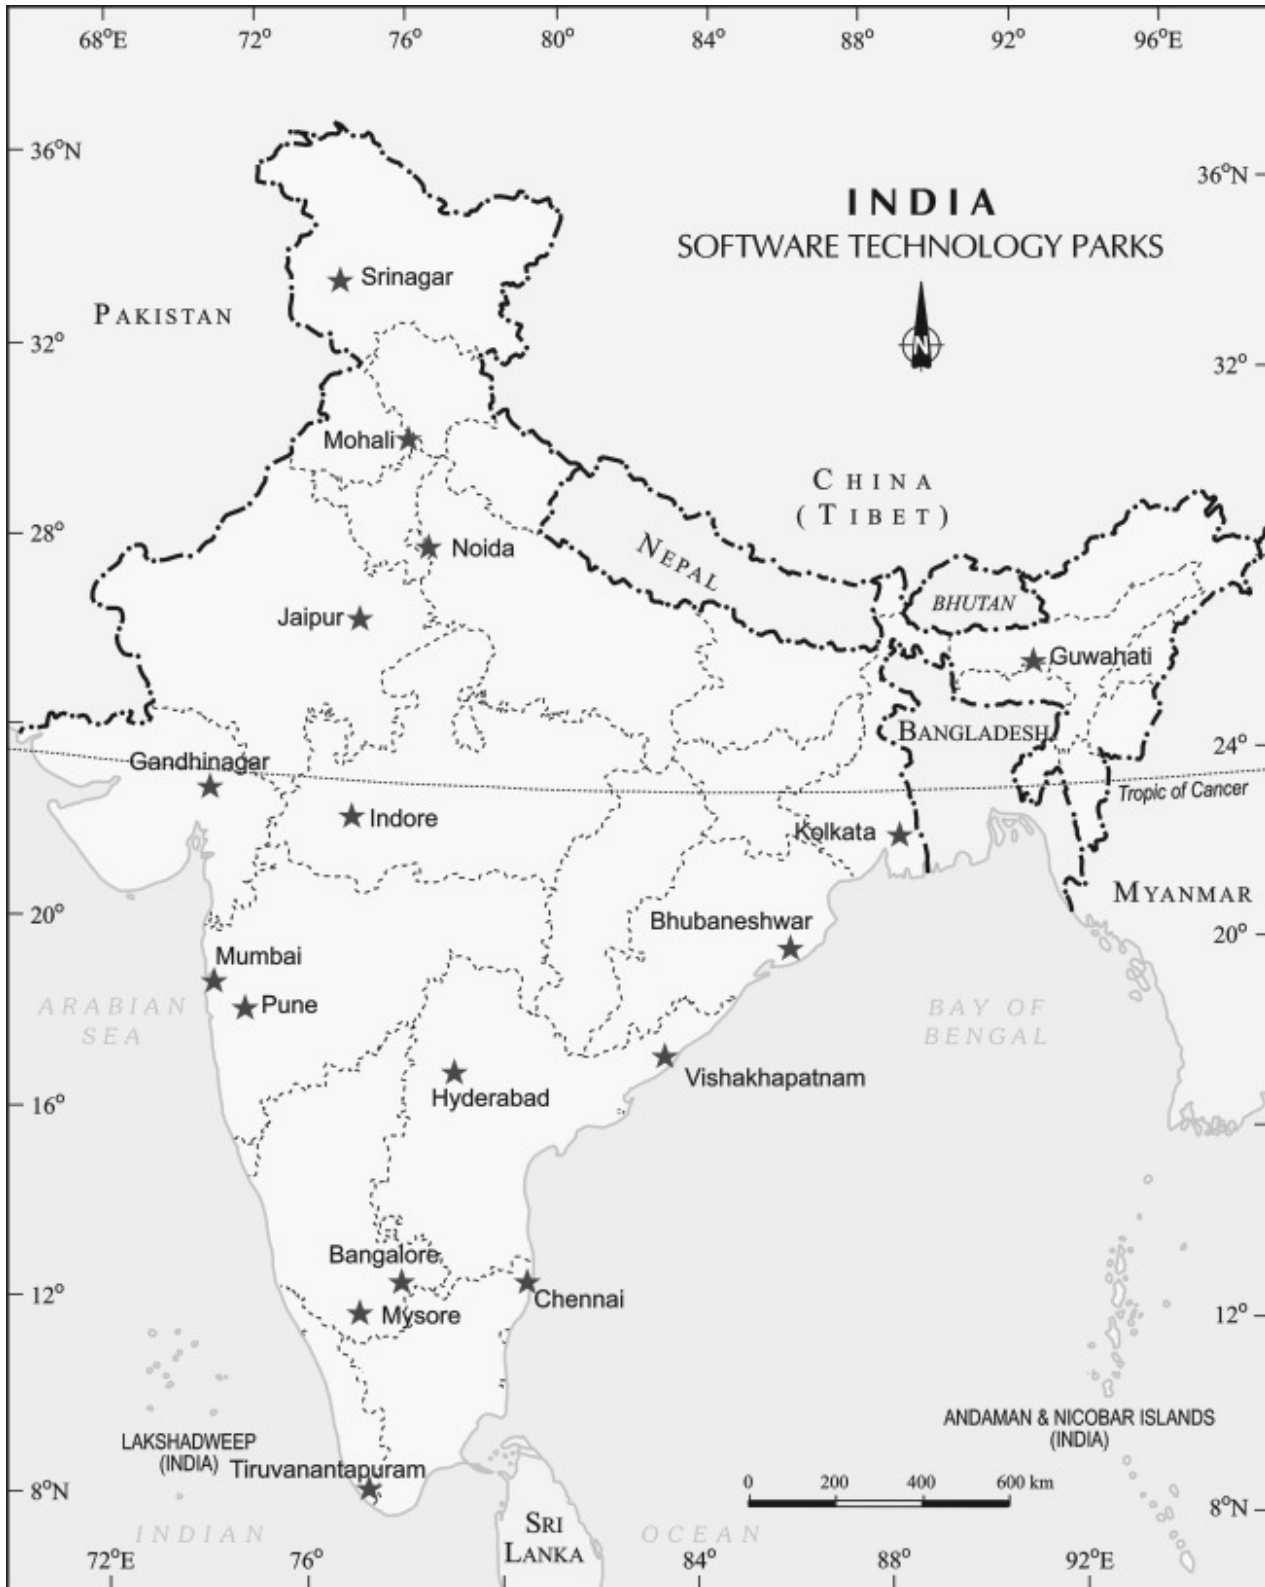 68°E 72° 76° 80° 84° 88° 92° 96°E
36°N
36°N
INDIA
SOFTWARE TECHNOLOGY PARKS
Srinagar
PAKISTAN
N
32°
32°
Mohali
CHINA
(TIBET)
28°
Noida
NEPAL
BHUTAN
Jaipur
Guwahati
BANGLADESH
24°
Gandhinagar
Tropic of Cancer
Indore
Kolkata
MYANMAR
20°
Bhubaneshwar
20°
Mumbai
Pune
ARABIAN
SEA
BAY OF
BENGAL
Vishakhapatnam
Hyderabad
16°
Bangalore
12°
Chennai
Mysore
12°
ANDAMAN & NICOBAR ISLANDS
(INDIA)
LAKSHADWEEP
(INDIA)
Tiruvanantapuram
0 200 400 600 km
8°N
8°N
INDIAN OCEAN
SRI
LANKA
72°E 76° 84° 88° 92°E